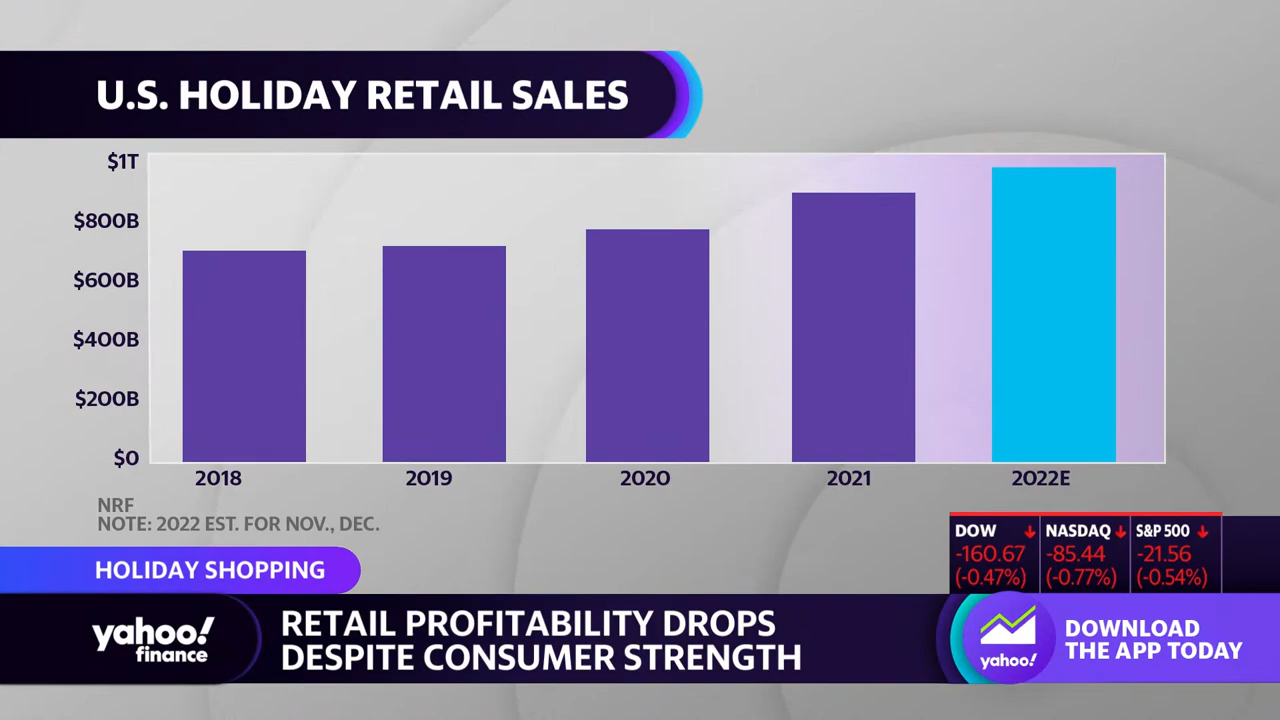 U.S. HOLIDAY RETAIL SALES
$1T
$800B
$600B
$400B
$200B
$0
2018 2019 2020 2021 2022E
NRF
NOTE: 2022 EST. FOR NOV., DEC.
DOW NASDAQ S&P 500
-160.67 -85.44 -21.56
(-0.47%) (-0.77%) (-0.54%)
HOLIDAY SHOPPING
yahoo!
finance
RETAIL PROFITABILITY DROPS
DESPITE CONSUMER STRENGTH
yahoo!
DOWNLOAD
THE APP TODAY